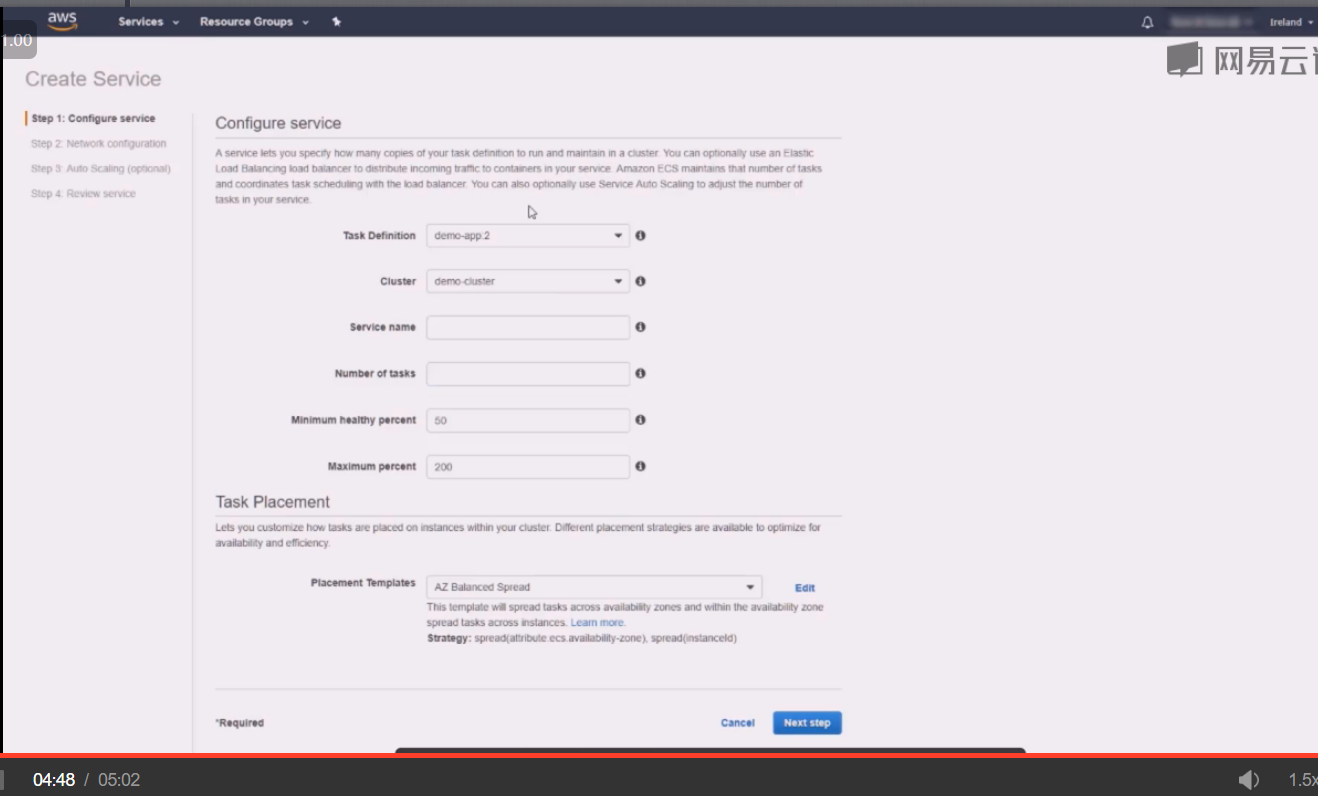 aws
Services
Resource Groups
Ireland
1.00
网易云
Create Service
Step 1: Configure service
Step 2: Network configuration
Step 3: Auto Scaling (optional)
Step 4: Review service
Configure service
A service lets you specify how many copies of your task definition to run and maintain in a cluster. You can optionally use an Elastic
Load Balancing load balancer to distribute incoming traffic to containers in your service. Amazon ECS maintains that number of tasks
and coordinates task scheduling with the load balancer. You can also optionally use Service Auto Scaling to adjust the number of
tasks in your service.
Task Definition demo-app:2
Cluster demo-cluster
Service name
Number of tasks
Minimum healthy percent 50
Maximum percent 200
Task Placement
Lets you customize how tasks are placed on instances within your cluster. Different placement strategies are available to optimize for
availability and efficiency.
Placement Templates AZ Balanced Spread Edit
This template will spread tasks across availability zones and within the availability zone
spread tasks across instances. Learn more.
Strategy: spread(attribute:ecs.availability-zone), spread(instanceId)
*Required Cancel Next step
04:48 / 05:02 1.5x